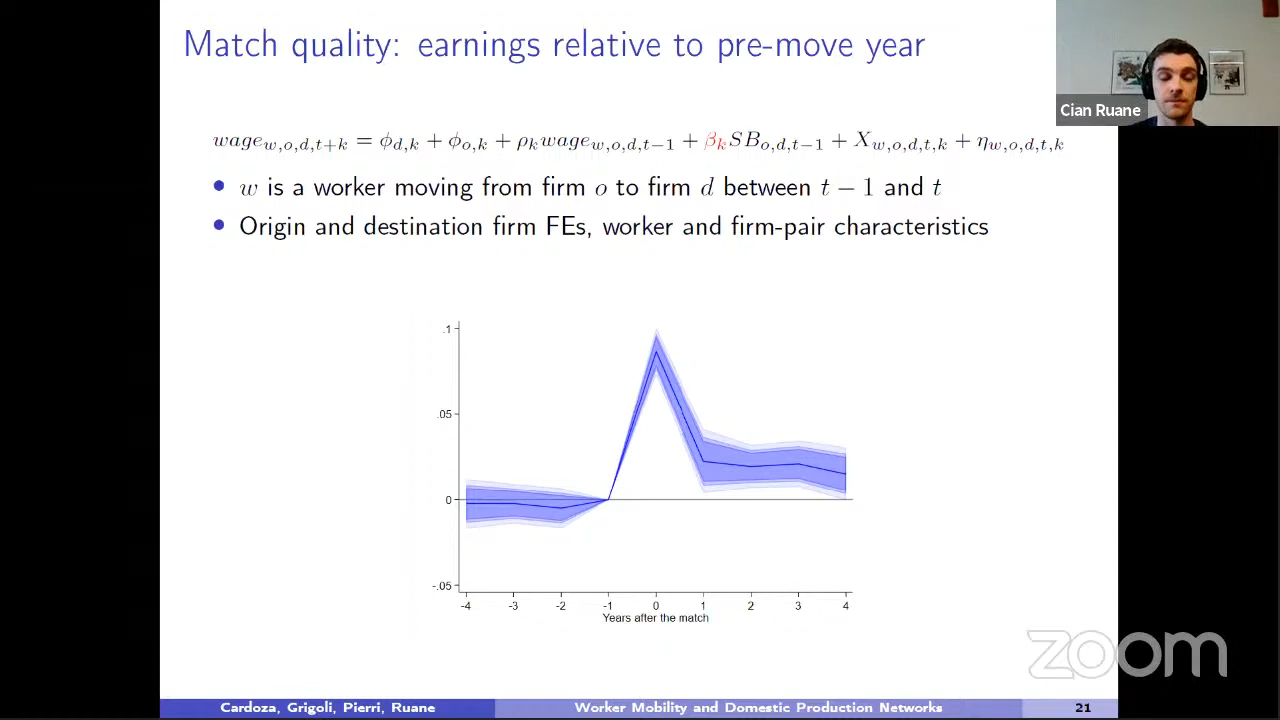 Match quality: earnings relative to pre-move year
Cian Ruane
wage_{w,o,d,t+k} = ϕ_{d,k} + ϕ_{o,k} + ρ_k wage_{w,o,d,t−1} + β_k SB_{o,d,t−1} + X_{w,o,d,t,k} + η_{w,o,d,t,k}
• w is a worker moving from firm o to firm d between t − 1 and t
• Origin and destination firm FEs, worker and firm-pair characteristics
.1
.05
0
-.05
-4 -3 -2 -1 0 1 2 3 4
Years after the match
zoom
Cardoza, Grigoli, Pierri, Ruane Worker Mobility and Domestic Production Networks 21